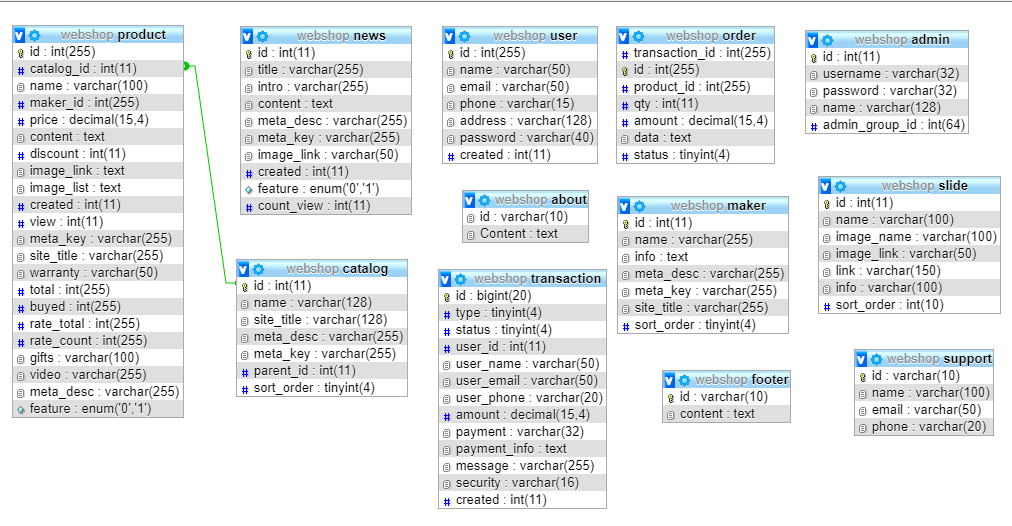 webshop product
id : int(255)
catalog_id : int(11)
name : varchar(100)
maker_id : int(255)
price : decimal(15,4)
content : text
discount : int(11)
image_link : text
image_list : text
created : int(11)
view : int(11)
meta_key : varchar(255)
site_title : varchar(255)
warranty : varchar(50)
total : int(255)
buyed : int(255)
rate_total : int(255)
rate_count : int(255)
gifts : varchar(100)
video : varchar(255)
meta_desc : varchar(255)
feature : enum('0','1')
webshop news
id : int(11)
title : varchar(255)
intro : varchar(255)
content : text
meta_desc : varchar(255)
meta_key : varchar(255)
image_link : varchar(50)
created : int(11)
feature : enum('0','1')
count_view : int(11)
webshop catalog
id : int(11)
name : varchar(128)
site_title : varchar(128)
meta_desc : varchar(255)
meta_key : varchar(255)
parent_id : int(11)
sort_order : tinyint(4)
webshop user
id : int(255)
name : varchar(50)
email : varchar(50)
phone : varchar(15)
address : varchar(128)
password : varchar(40)
created : int(11)
webshop about
id : varchar(10)
Content : text
webshop transaction
id : bigint(20)
type : tinyint(4)
status : tinyint(4)
user_id : int(11)
user_name : varchar(50)
user_email : varchar(50)
user_phone : varchar(20)
amount : decimal(15,4)
payment : varchar(32)
payment_info : text
message : varchar(255)
security : varchar(16)
created : int(11)
webshop order
transaction_id : int(255)
id : int(255)
product_id : int(255)
qty : int(11)
amount : decimal(15,4)
data : text
status : tinyint(4)
webshop maker
id : int(11)
name : varchar(255)
info : text
meta_desc : varchar(255)
meta_key : varchar(255)
site_title : varchar(255)
sort_order : tinyint(4)
webshop footer
id : varchar(10)
content : text
webshop admin
id : int(11)
username : varchar(32)
password : varchar(32)
name : varchar(128)
admin_group_id : int(64)
webshop slide
id : int(11)
name : varchar(100)
image_name : varchar(100)
image_link : varchar(50)
link : varchar(150)
info : varchar(100)
sort_order : int(10)
webshop support
id : varchar(10)
name : varchar(100)
email : varchar(50)
phone : varchar(20)